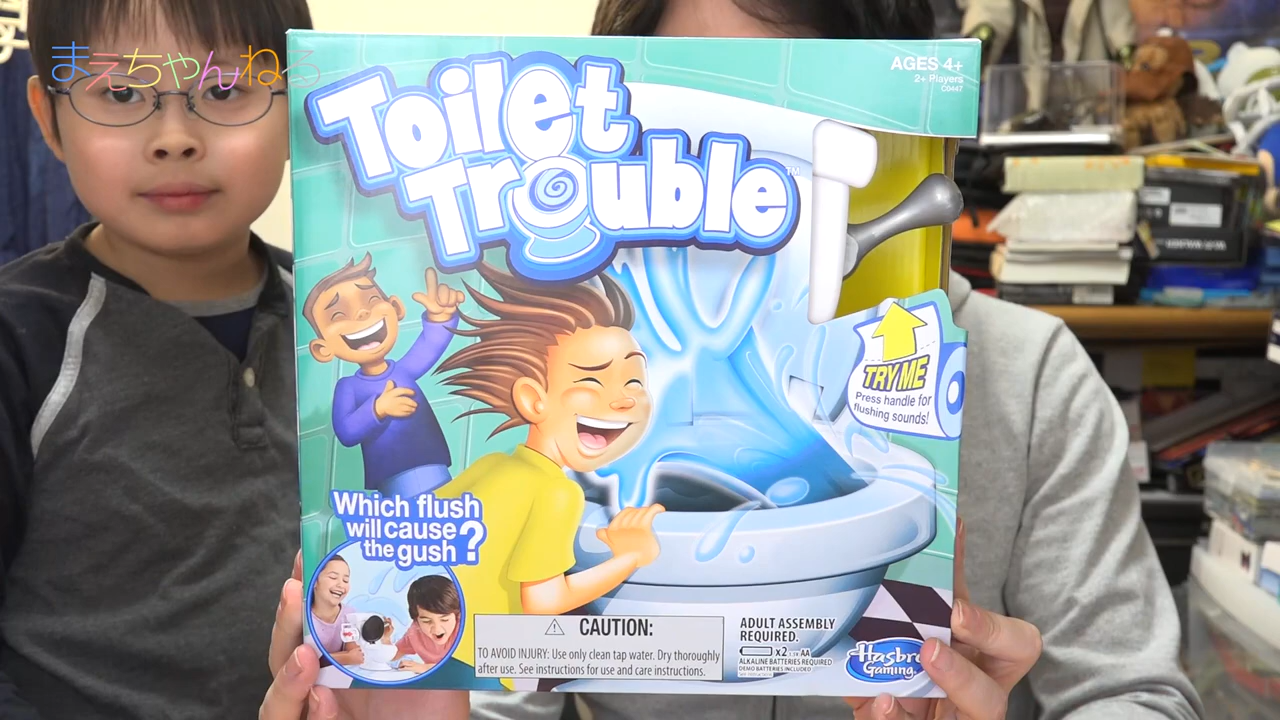 まえちゃんねる
AGES 4+
2+ Players
C0447
Toilet
Trouble™
TRY ME
Press handle for
flushing sounds!
Which flush
will cause
the gush?
CAUTION:
TO AVOID INJURY: Use only clean tap water. Dry thoroughly
after use. See instructions for use and care instructions.
ADULT ASSEMBLY
REQUIRED.
x2 1.5V AA
ALKALINE BATTERIES REQUIRED
DEMO BATTERIES INCLUDED
Hasbro
Gaming